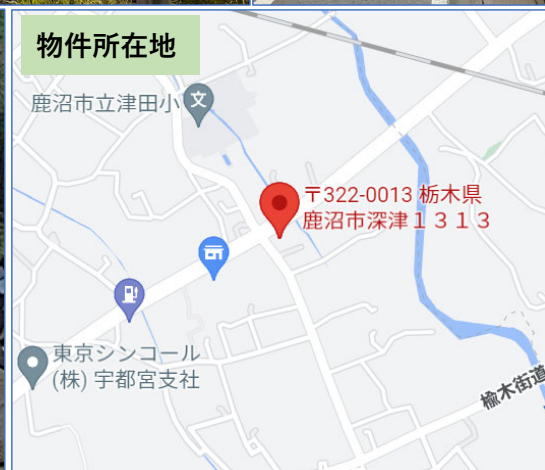 物件所在地
鹿沼市立津田小
文
〒322-0013 栃木県
鹿沼市深津１３１３
東京シンコール
(株) 宇都宮支社
楡木街道